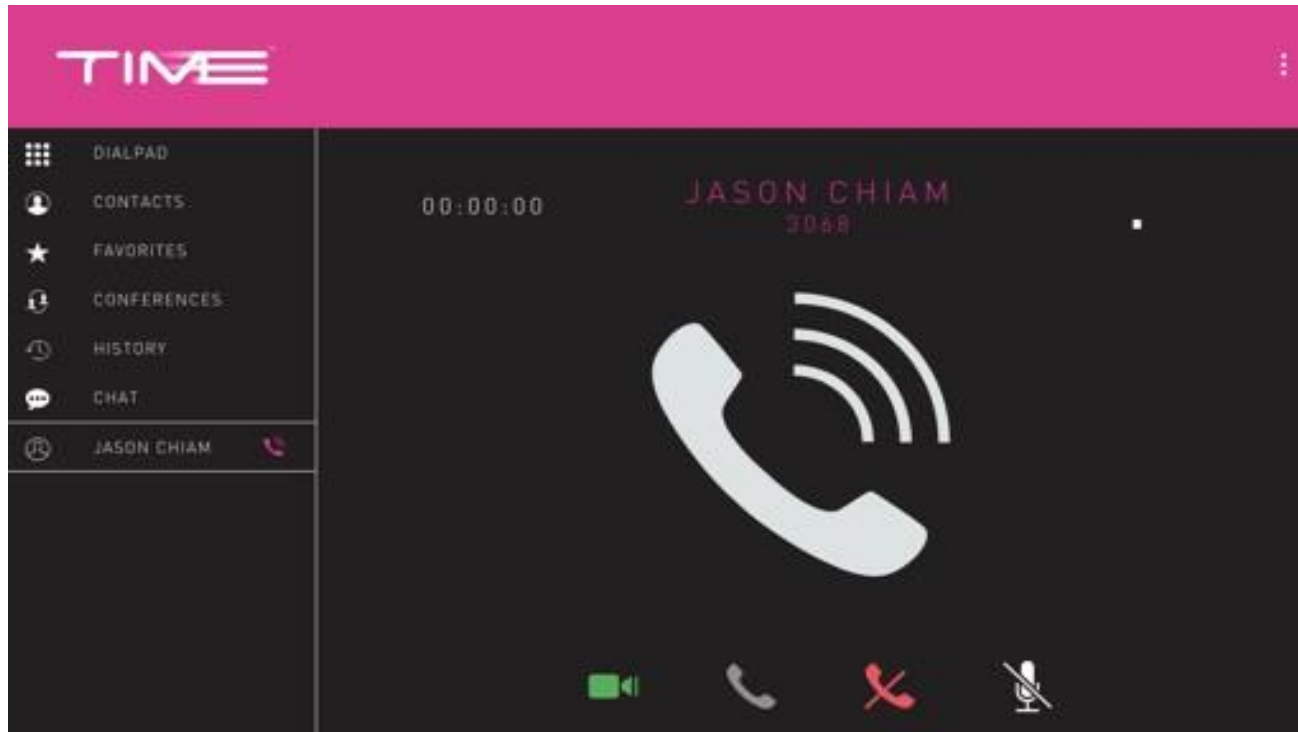 TIME
DIALPAD
CONTACTS
FAVORITES
CONFERENCES
HISTORY
CHAT
JASON CHIAM
00:00:00
JASON CHIAM
3068